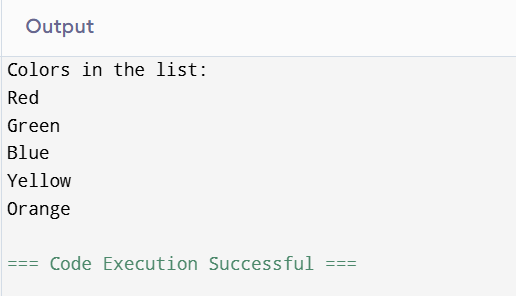 Output
Colors in the list:
Red
Green
Blue
Yellow
Orange
=== Code Execution Successful ===